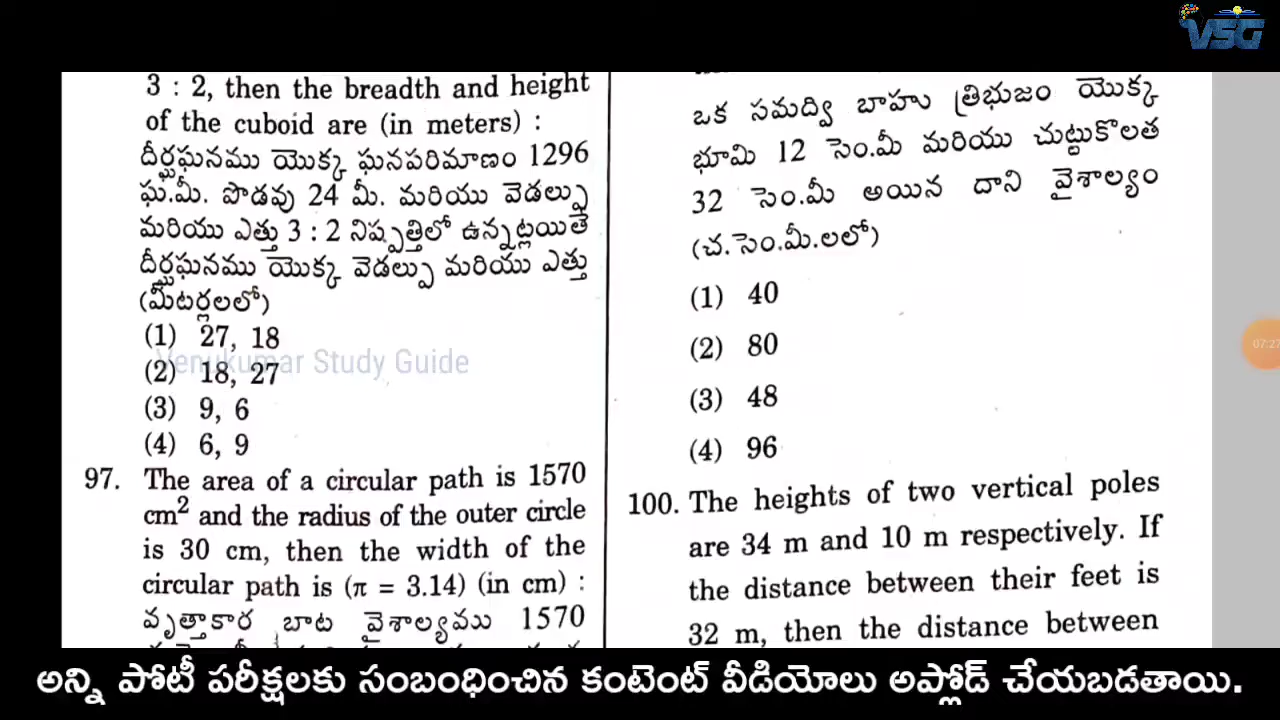 VSG
3 : 2, then the breadth and height
of the cuboid are (in meters) :
దీర్ఘఘనము యొక్క ఘనపరిమాణం 1296
ఘ.మీ. పొడవు 24 మీ. మరియు వెడల్పు
మరియు ఎత్తు 3 : 2 నిష్పత్తిలో ఉన్నట్లయితే
దీర్ఘఘనము యొక్క వెడల్పు మరియు ఎత్తు
(మీటర్లలలో)
(1) 27, 18
Venukumar Study Guide
(2) 18, 27
(3) 9, 6
(4) 6, 9
97. The area of a circular path is 1570
cm² and the radius of the outer circle
is 30 cm, then the width of the
circular path is (π = 3.14) (in cm) :
వృత్తాకార బాట వైశాల్యము 1570
ఒక సమద్వి బాహు త్రిభుజం యొక్క
భూమి 12 సెం.మీ మరియు చుట్టుకొలత
32 సెం.మీ అయిన దాని వైశాల్యం
(చ.సెం.మీ.లలో)
(1) 40
(2) 80
(3) 48
(4) 96
100. The heights of two vertical poles
are 34 m and 10 m respectively. If
the distance between their feet is
32 m, then the distance between
07:27
అన్ని పోటీ పరీక్షలకు సంబంధించిన కంటెంట్ వీడియోలు అప్లోడ్ చేయబడతాయి.